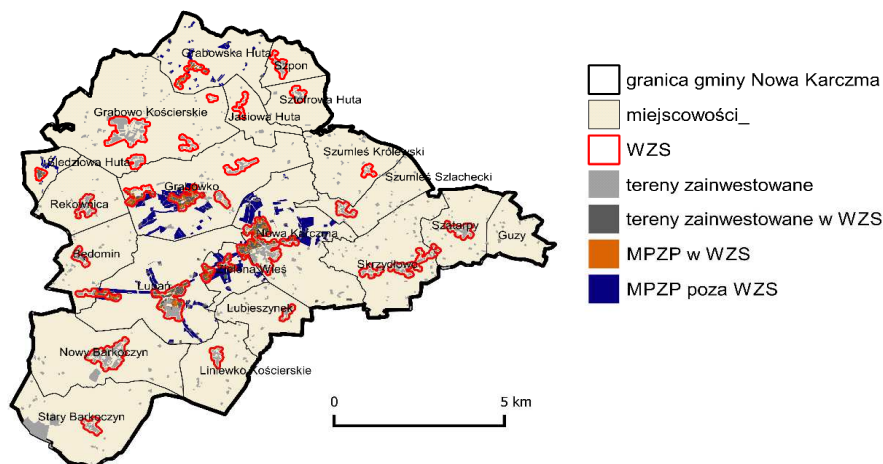 Grabowska Huta
Szpon
Sztofrowa Huta
Grabowo Kościerskie
Jasiowa Huta
Szumleś Królewski
Śledziowa Huta
Szumleś Szlachecki
Grabówko
Rekownica
Szatarpy
Guzy
Nowa Karczma
Będomin
Skrzydłowo
Zielona Wieś
Lubań
Lubieszynek
Nowy Barkoczyn
Liniewko Kościerskie
Stary Barkoczyn
0
5 km
granica gminy Nowa Karczma
miejscowości_
WZS
tereny zainwestowane
tereny zainwestowane w WZS
MPZP w WZS
MPZP poza WZS